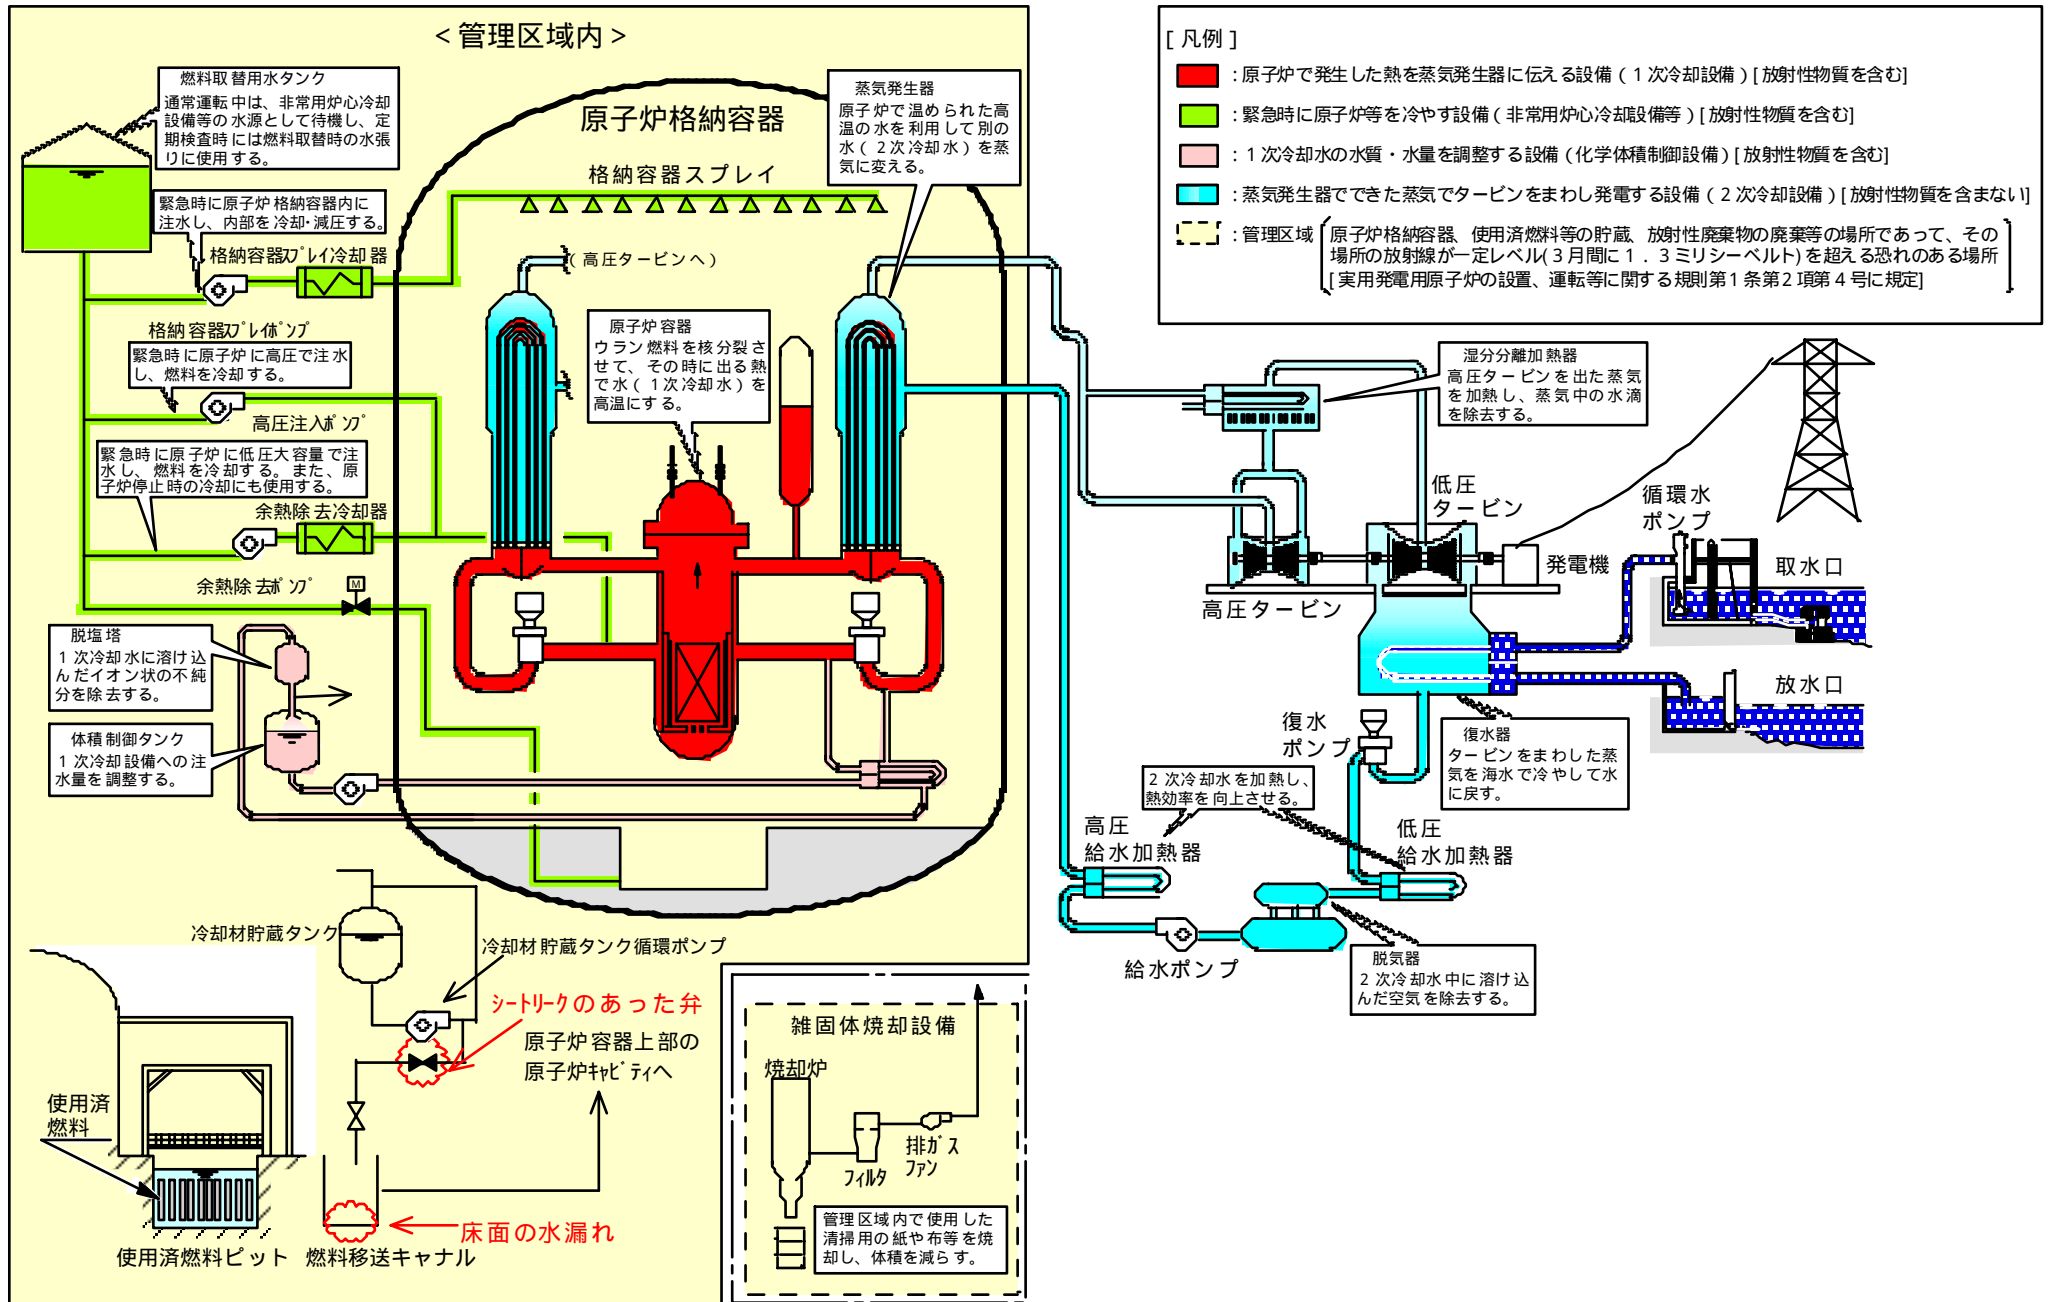 ＜管理区域内＞
燃料取替用水タンク
通常運転中は、非常用炉心冷却
設備等の水源として待機し、定
期検査時には燃料取替時の水張
りに使用する。
緊急時に原子炉格納容器内に
注水し、内部を冷却・減圧する。
格納容器ｽﾌﾟﾚｲ冷却器
格納容器ｽﾌﾟﾚｲﾎﾟﾝﾌﾟ
緊急時に原子炉に高圧で注水
し、燃料を冷却する。
高圧注入ﾎﾟﾝﾌﾟ
緊急時に原子炉に低圧大容量で注
水し、燃料を冷却する。また、原
子炉停止時の冷却にも使用する。
余熱除去冷却器
余熱除去ﾎﾟﾝﾌﾟ
M
脱塩塔
１次冷却水に溶け込
んだイオン状の不純
分を除去する。
体積制御タンク
１次冷却設備への注
水量を調整する。
原子炉格納容器
格納容器スプレイ
(高圧タービンへ)
蒸気発生器
原子炉で温められた高
温の水を利用して別の
水（２次冷却水）を蒸
気に変える。
原子炉容器
ウラン燃料を核分裂さ
せて、その時に出る熱
で水（１次冷却水）を
高温にする。
冷却材貯蔵タンク
冷却材貯蔵タンク循環ポンプ
ｼｰﾄﾘｰｸのあった弁
原子炉容器上部の
原子炉ｷｬﾋﾞﾃｨへ
使用済
燃料
床面の水漏れ
使用済燃料ピット
燃料移送キャナル
雑固体焼却設備
焼却炉
フィルタ
排ｶﾞｽ
ﾌｧﾝ
管理区域内で使用した
清掃用の紙や布等を焼
却し、体積を減らす。
[凡例]
：原子炉で発生した熱を蒸気発生器に伝える設備（１次冷却設備）[放射性物質を含む]
：緊急時に原子炉等を冷やす設備（非常用炉心冷却設備等）[放射性物質を含む]
：１次冷却水の水質・水量を調整する設備（化学体積制御設備）[放射性物質を含む]
：蒸気発生器でできた蒸気でタービンをまわし発電する設備（２次冷却設備）[放射性物質を含まない]
：管理区域
原子炉格納容器、使用済燃料等の貯蔵、放射性廃棄物の廃棄等の場所であって、その
場所の放射線が一定レベル(３月間に１．３ミリシーベルト)を超える恐れのある場所
[実用発電用原子炉の設置、運転等に関する規則第１条第２項第４号に規定]
湿分分離加熱器
高圧タービンを出た蒸気
を加熱し、蒸気中の水滴
を除去する。
低圧
タービン
高圧タービン
発電機
循環水
ポンプ
取水口
放水口
復水
ポンプ
復水器
タービンをまわした蒸
気を海水で冷やして水
に戻す。
２次冷却水を加熱し、
熱効率を向上させる。
高圧
給水加熱器
低圧
給水加熱器
給水ポンプ
脱気器
２次冷却水中に溶け込
んだ空気を除去する。